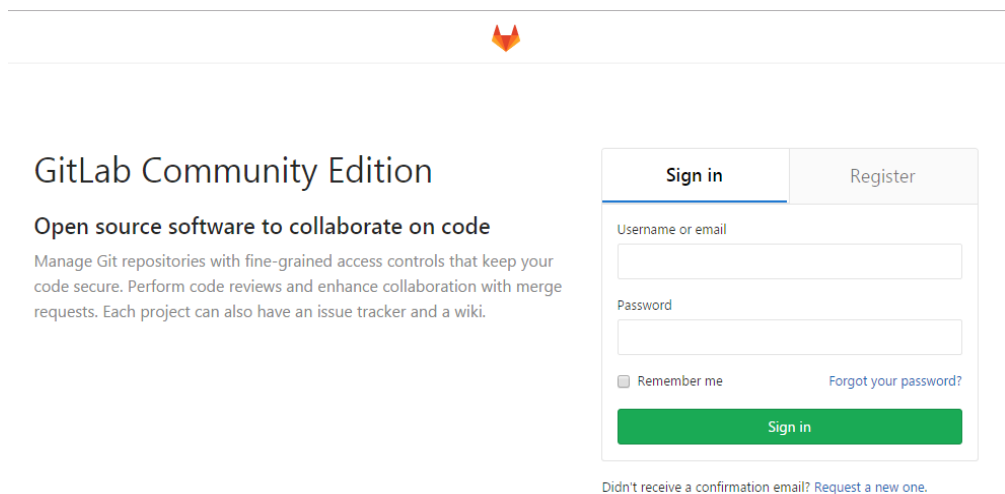 GitLab Community Edition
Open source software to collaborate on code
Manage Git repositories with fine-grained access controls that keep your
code secure. Perform code reviews and enhance collaboration with merge
requests. Each project can also have an issue tracker and a wiki.
Sign in
Register
Username or email
Password
Remember me
Forgot your password?
Sign in
Didn't receive a confirmation email? Request a new one.